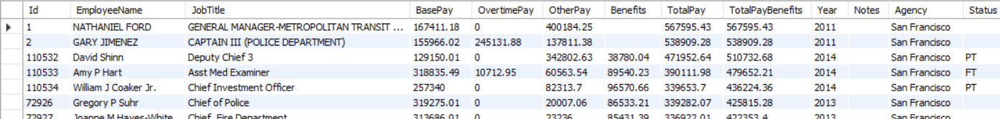 Id EmployeeName JobTitle BasePay OvertimePay OtherPay Benefits TotalPay TotalPayBenefits Year Notes Agency Status
1 NATHANIEL FORD GENERAL MANAGER-METROPOLITAN TRANSIT ... 167411.18 0 400184.25 567595.43 567595.43 2011 San Francisco
2 GARY JIMENEZ CAPTAIN III (POLICE DEPARTMENT) 155966.02 245131.88 137811.38 538909.28 538909.28 2011 San Francisco
110532 David Shinn Deputy Chief 3 129150.01 0 342802.63 38780.04 471952.64 510732.68 2014 San Francisco PT
110533 Amy P Hart Asst Med Examiner 318835.49 10712.95 60563.54 89540.23 390111.98 479652.21 2014 San Francisco FT
110534 William J Coaker Jr. Chief Investment Officer 257340 0 82313.7 96570.66 339653.7 436224.36 2014 San Francisco PT
72926 Gregory P Suhr Chief of Police 319275.01 0 20007.06 86533.21 339282.07 425815.28 2013 San Francisco
72927 Joanne M Hayes-White Chief, Fire Department 313686.01 0 23236 85431.39 336922.01 422353.4 2013 San Francisco